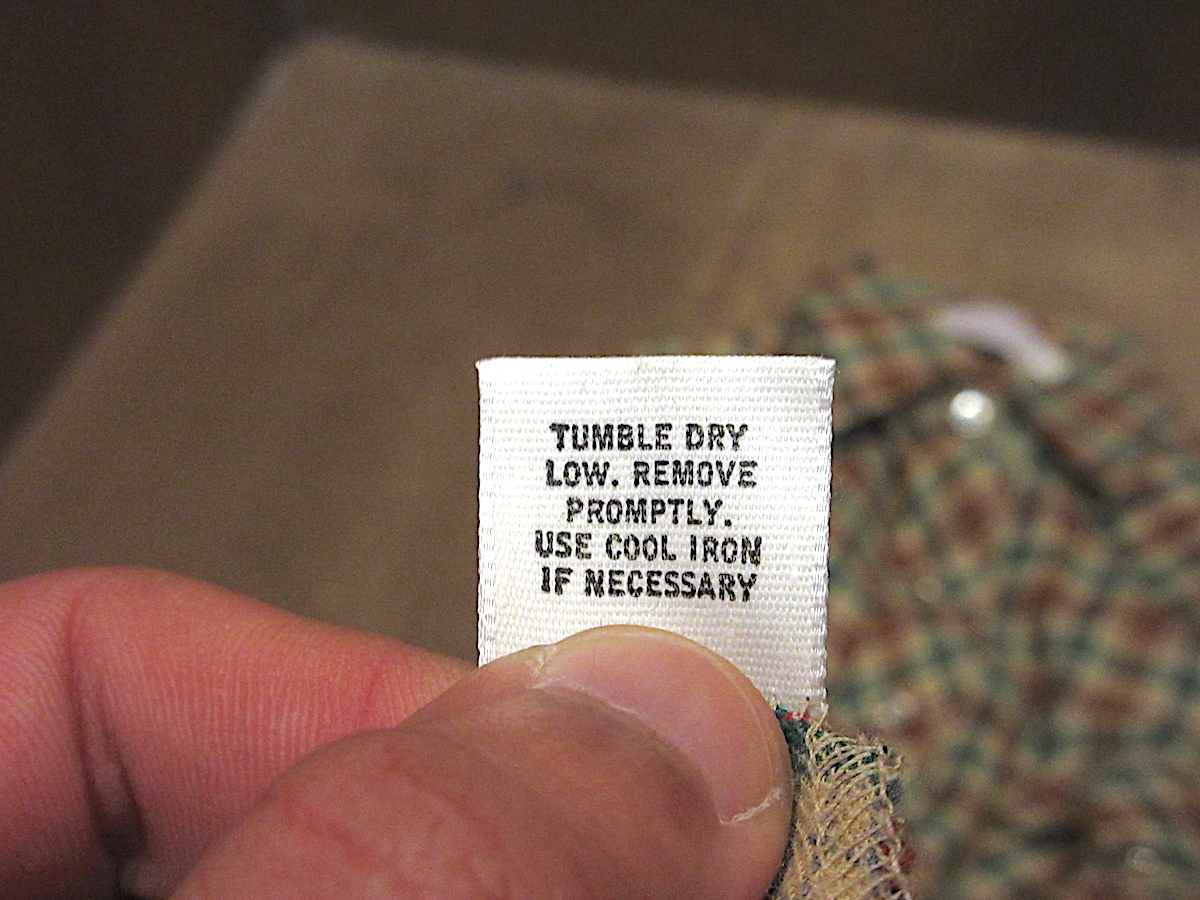 TUMBLE DRY
LOW. REMOVE
PROMPTLY.
USE COOL IRON
IF NECESSARY